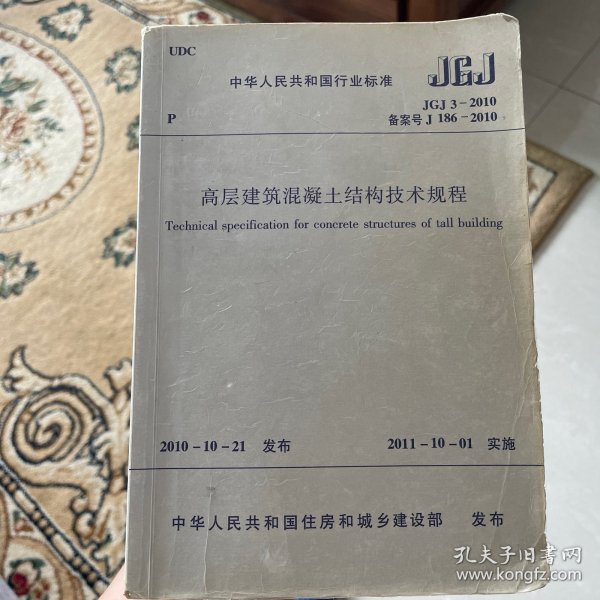 UDC
中华人民共和国行业标准 JGJ
JGJ 3-2010
P
备案号 J 186-2010
高层建筑混凝土结构技术规程
Technical specification for concrete structures of tall building
2010-10-21 发布 2011-10-01 实施
中华人民共和国住房和城乡建设部 发布
孔夫子旧书网
www.kongfz.com